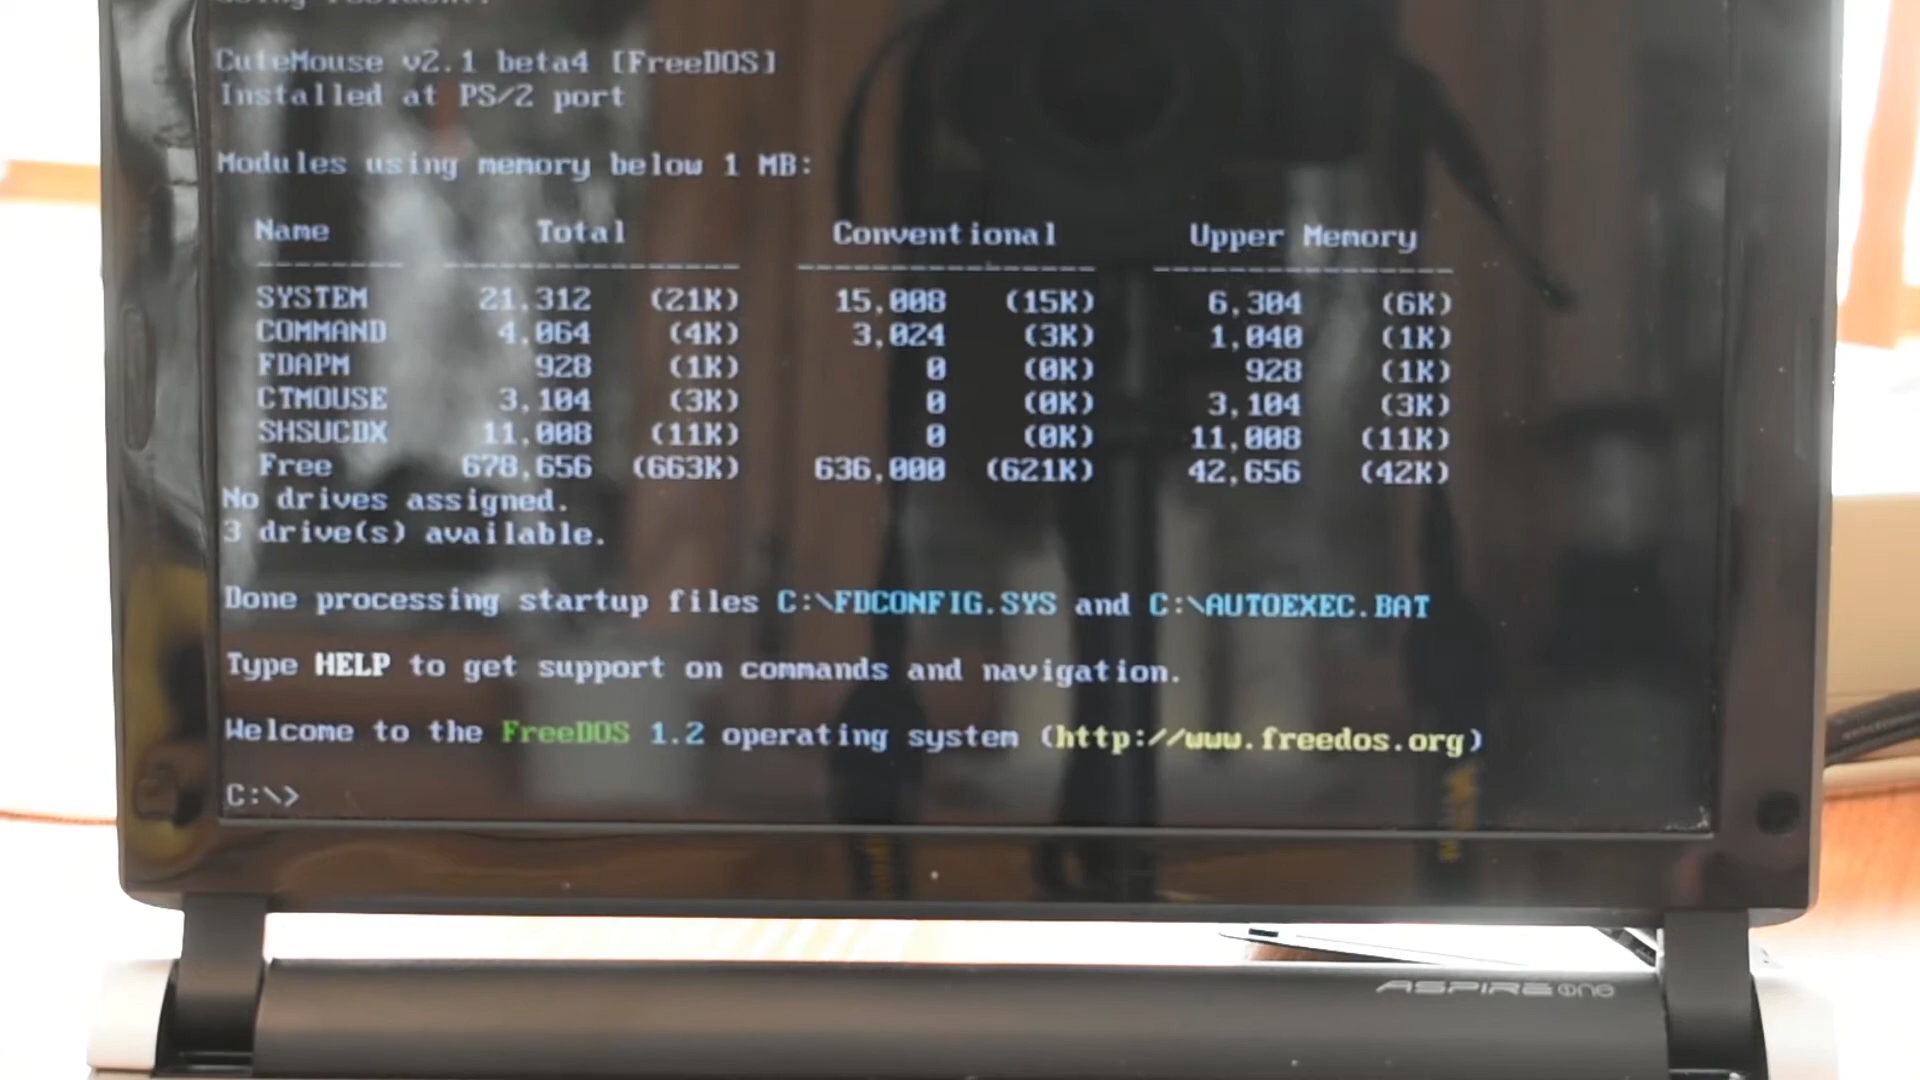 CuteMouse v2.1 beta4 [FreeDOS]
Installed at PS/2 port
Modules using memory below 1 MB:
Name Total Conventional Upper Memory
-------- ---------------- ---------------- ----------------
SYSTEM 21,312 (21K) 15,008 (15K) 6,304 (6K)
COMMAND 4,064 (4K) 3,024 (3K) 1,040 (1K)
FDAPM 928 (1K) 0 (0K) 928 (1K)
CTMOUSE 3,104 (3K) 0 (0K) 3,104 (3K)
SHSUCDX 11,008 (11K) 0 (0K) 11,008 (11K)
Free 678,656 (663K) 636,000 (621K) 42,656 (42K)
No drives assigned.
3 drive(s) available.
Done processing startup files C:\FDCONFIG.SYS and C:\AUTOEXEC.BAT
Type HELP to get support on commands and navigation.
Welcome to the FreeDOS 1.2 operating system (http://www.freedos.org)
C:\>
ASPIRE one